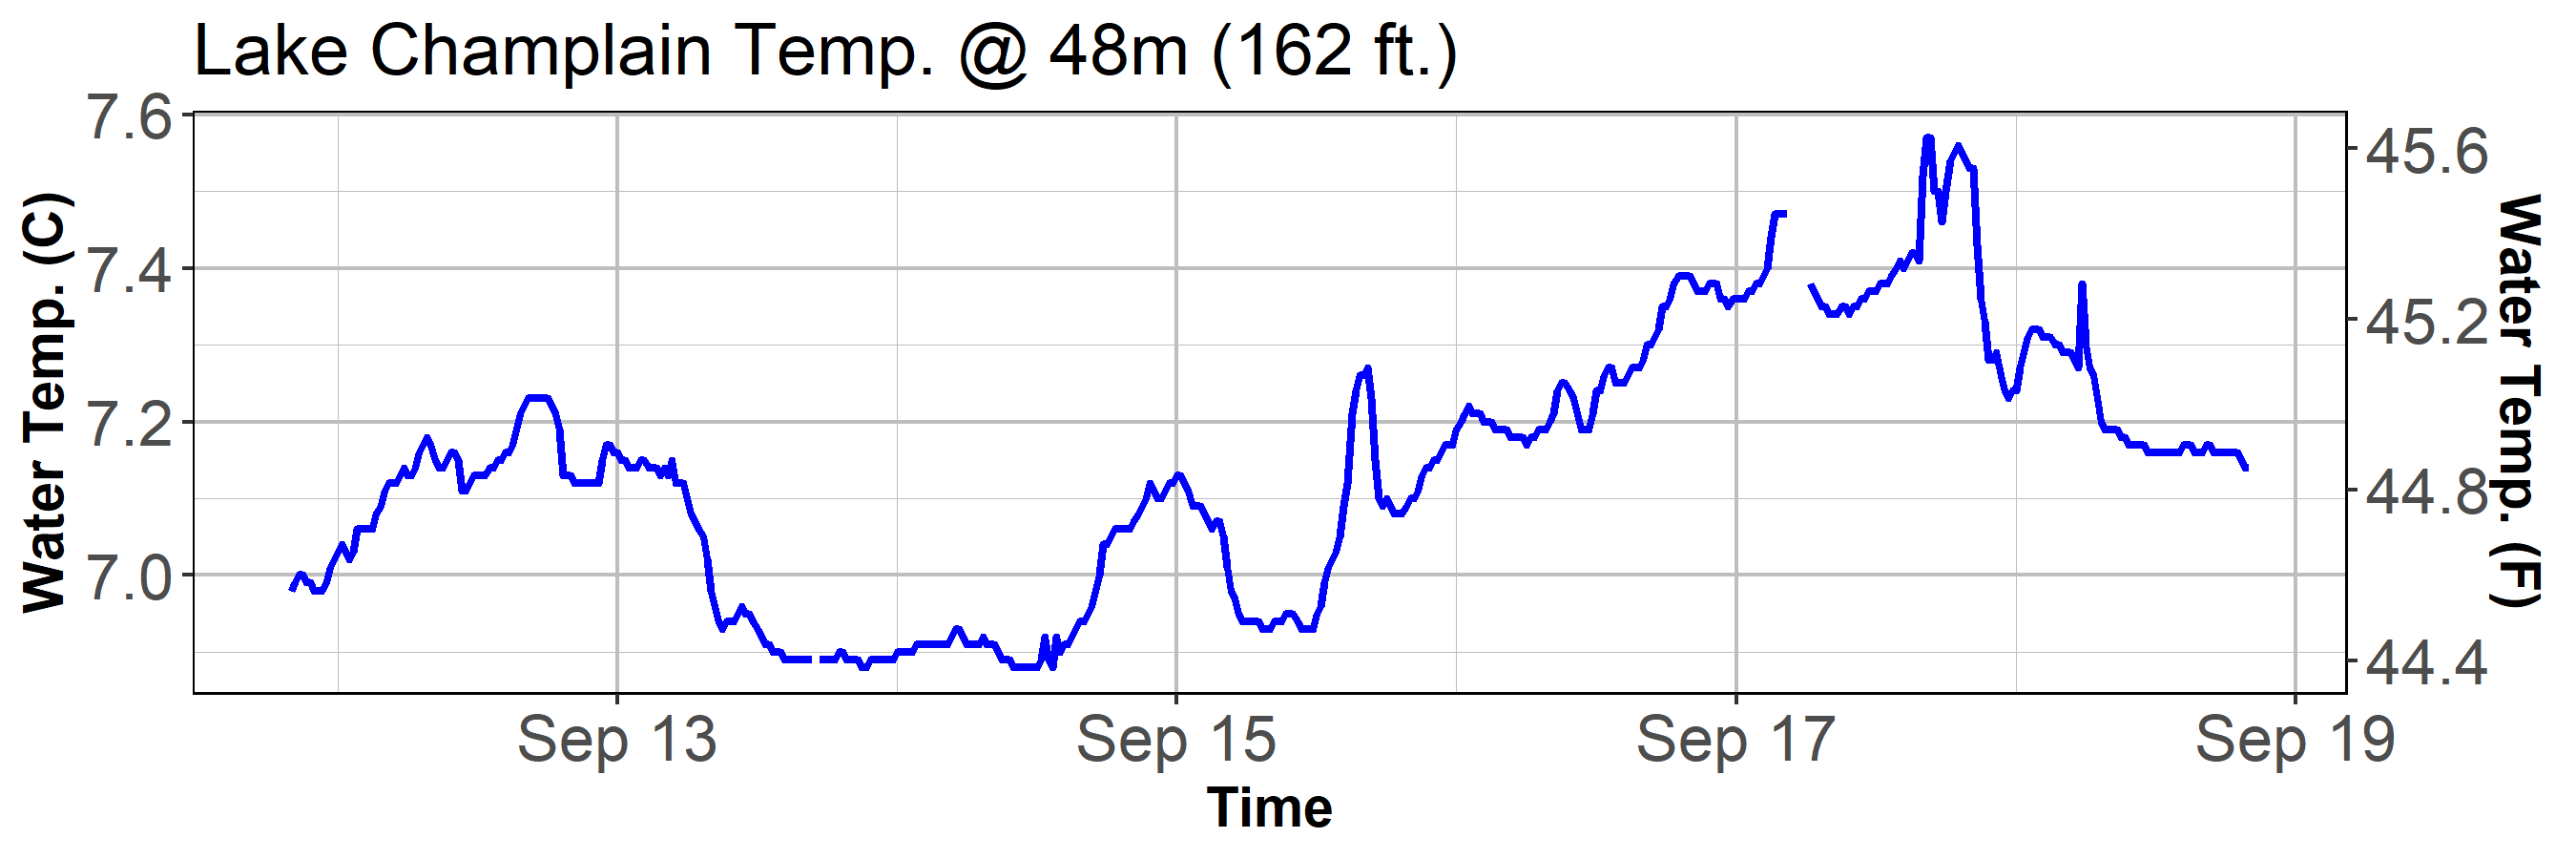 Lake Champlain Temp. @ 48m (162 ft.)
Water Temp. (C)
7.6
7.4
7.2
7.0
45.6
45.2
44.8
44.4
Water Temp. (F)
Sep 13 Sep 15 Sep 17 Sep 19
Time